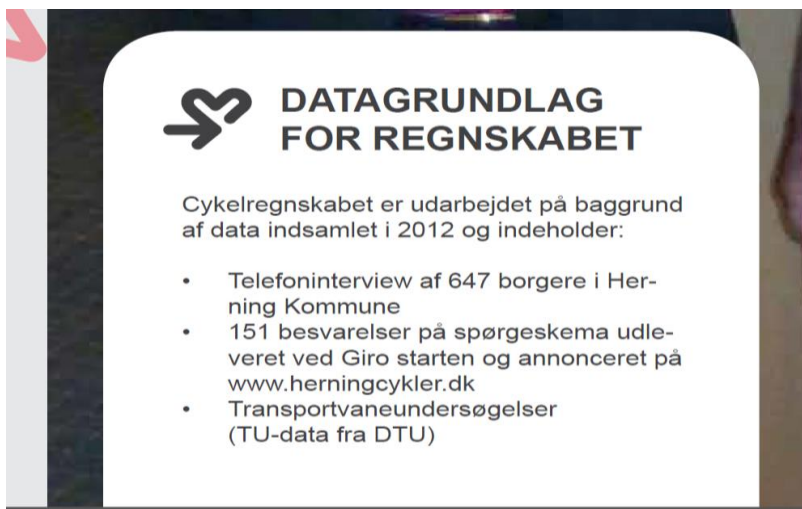 DATAGRUNDLAG
FOR REGNSKABET
Cykelregnskabet er udarbejdet på baggrund
af data indsamlet i 2012 og indeholder:
• Telefoninterview af 647 borgere i Her-
ning Kommune
• 151 besvarelser på spørgeskema udle-
veret ved Giro starten og annonceret på
www.herningcykler.dk
• Transportvaneundersøgelser
(TU-data fra DTU)